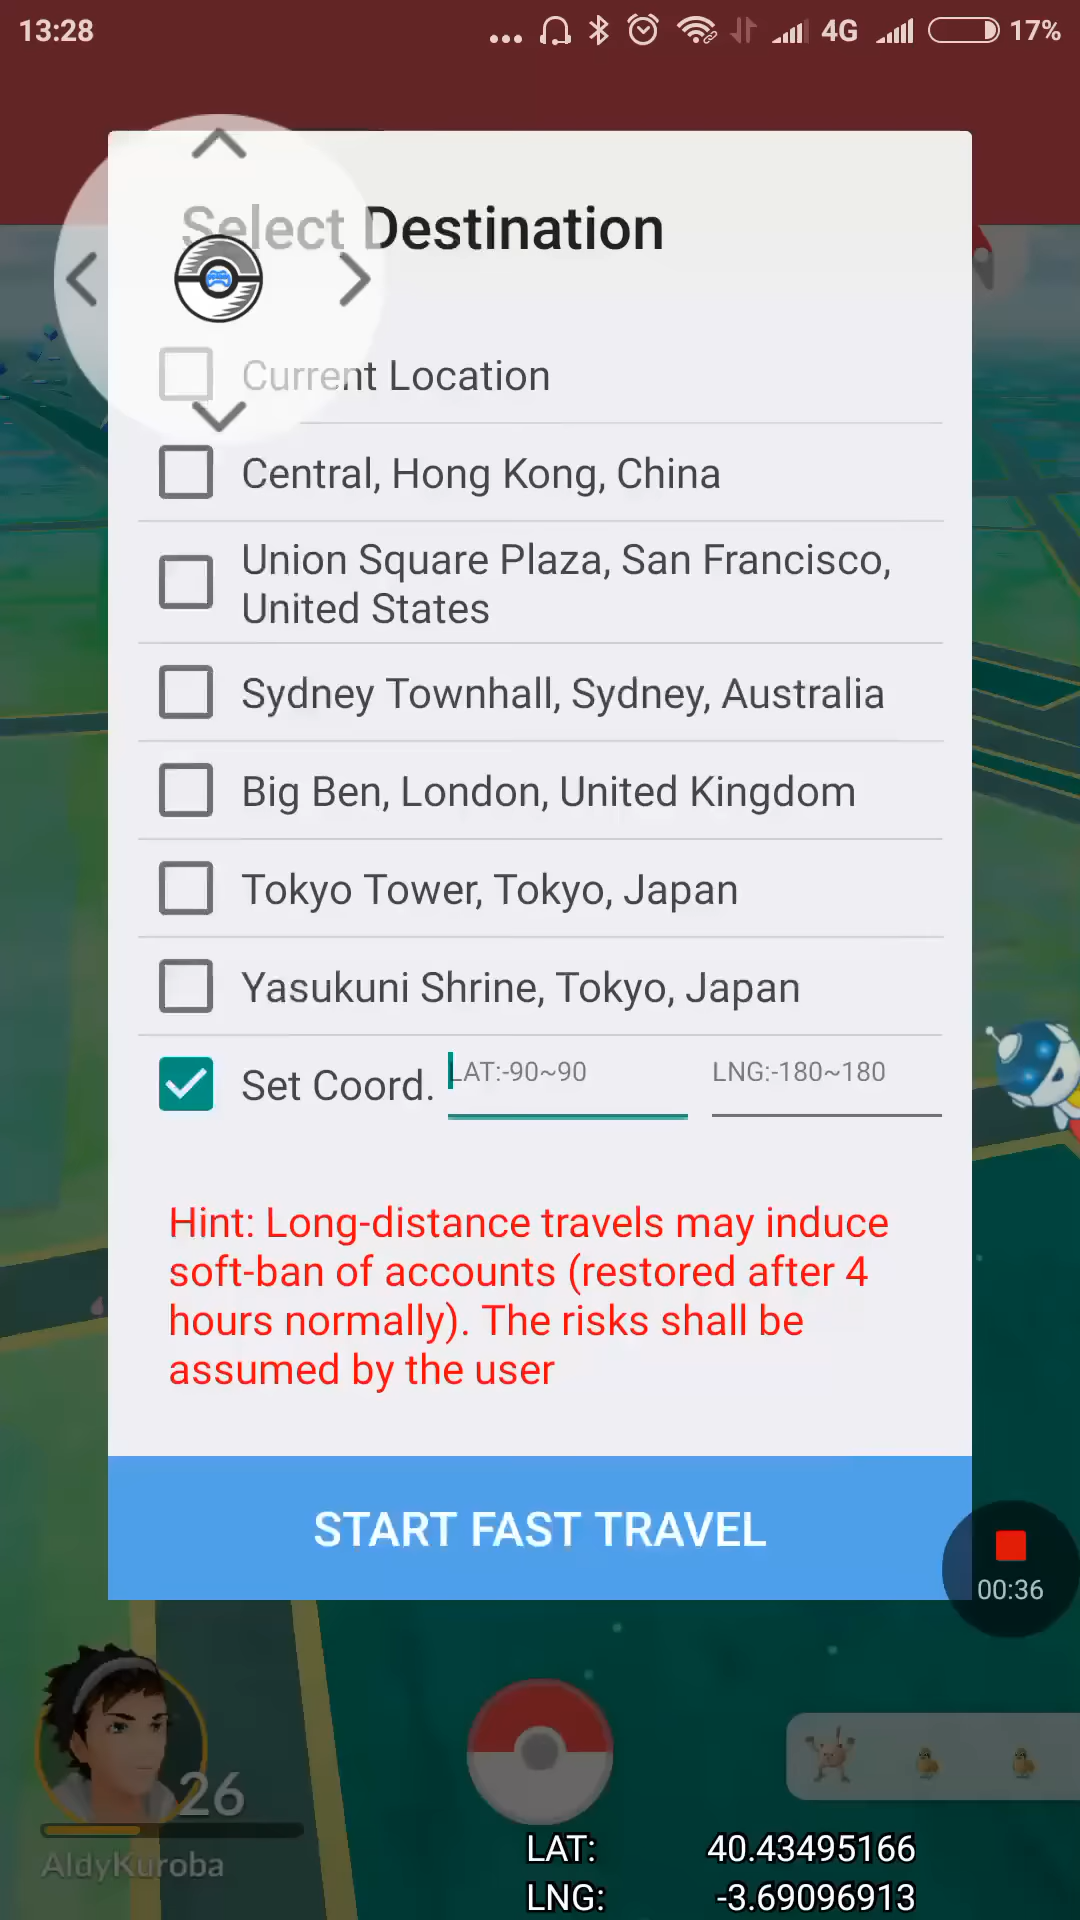 13:28
4G
17%
Select Destination
Current Location
Central, Hong Kong, China
Union Square Plaza, San Francisco,
United States
Sydney Townhall, Sydney, Australia
Big Ben, London, United Kingdom
Tokyo Tower, Tokyo, Japan
Yasukuni Shrine, Tokyo, Japan
Set Coord. LAT:-90~90 LNG:-180~180
Hint: Long-distance travels may induce
soft-ban of accounts (restored after 4
hours normally). The risks shall be
assumed by the user
START FAST TRAVEL
00:36
26
AldyKuroba
LAT: 40.43495166
LNG: -3.69096913